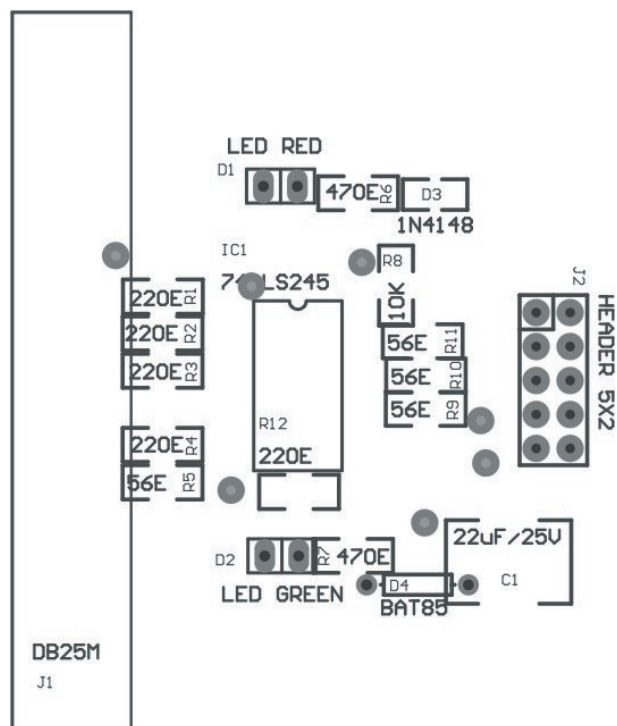 LED RED
D1
470E
R6
D3
1N4148
IC1
74 LS245
R8
10K
J2
HEADER 5X2
220E
R1
220E
R2
220E
R3
56E
R11
56E
R10
56E
R9
R12
220E
220E
R4
56E
R5
D2
R7
470E
LED GREEN
D4
BAT85
22uF/25V
C1
DB25M
J1